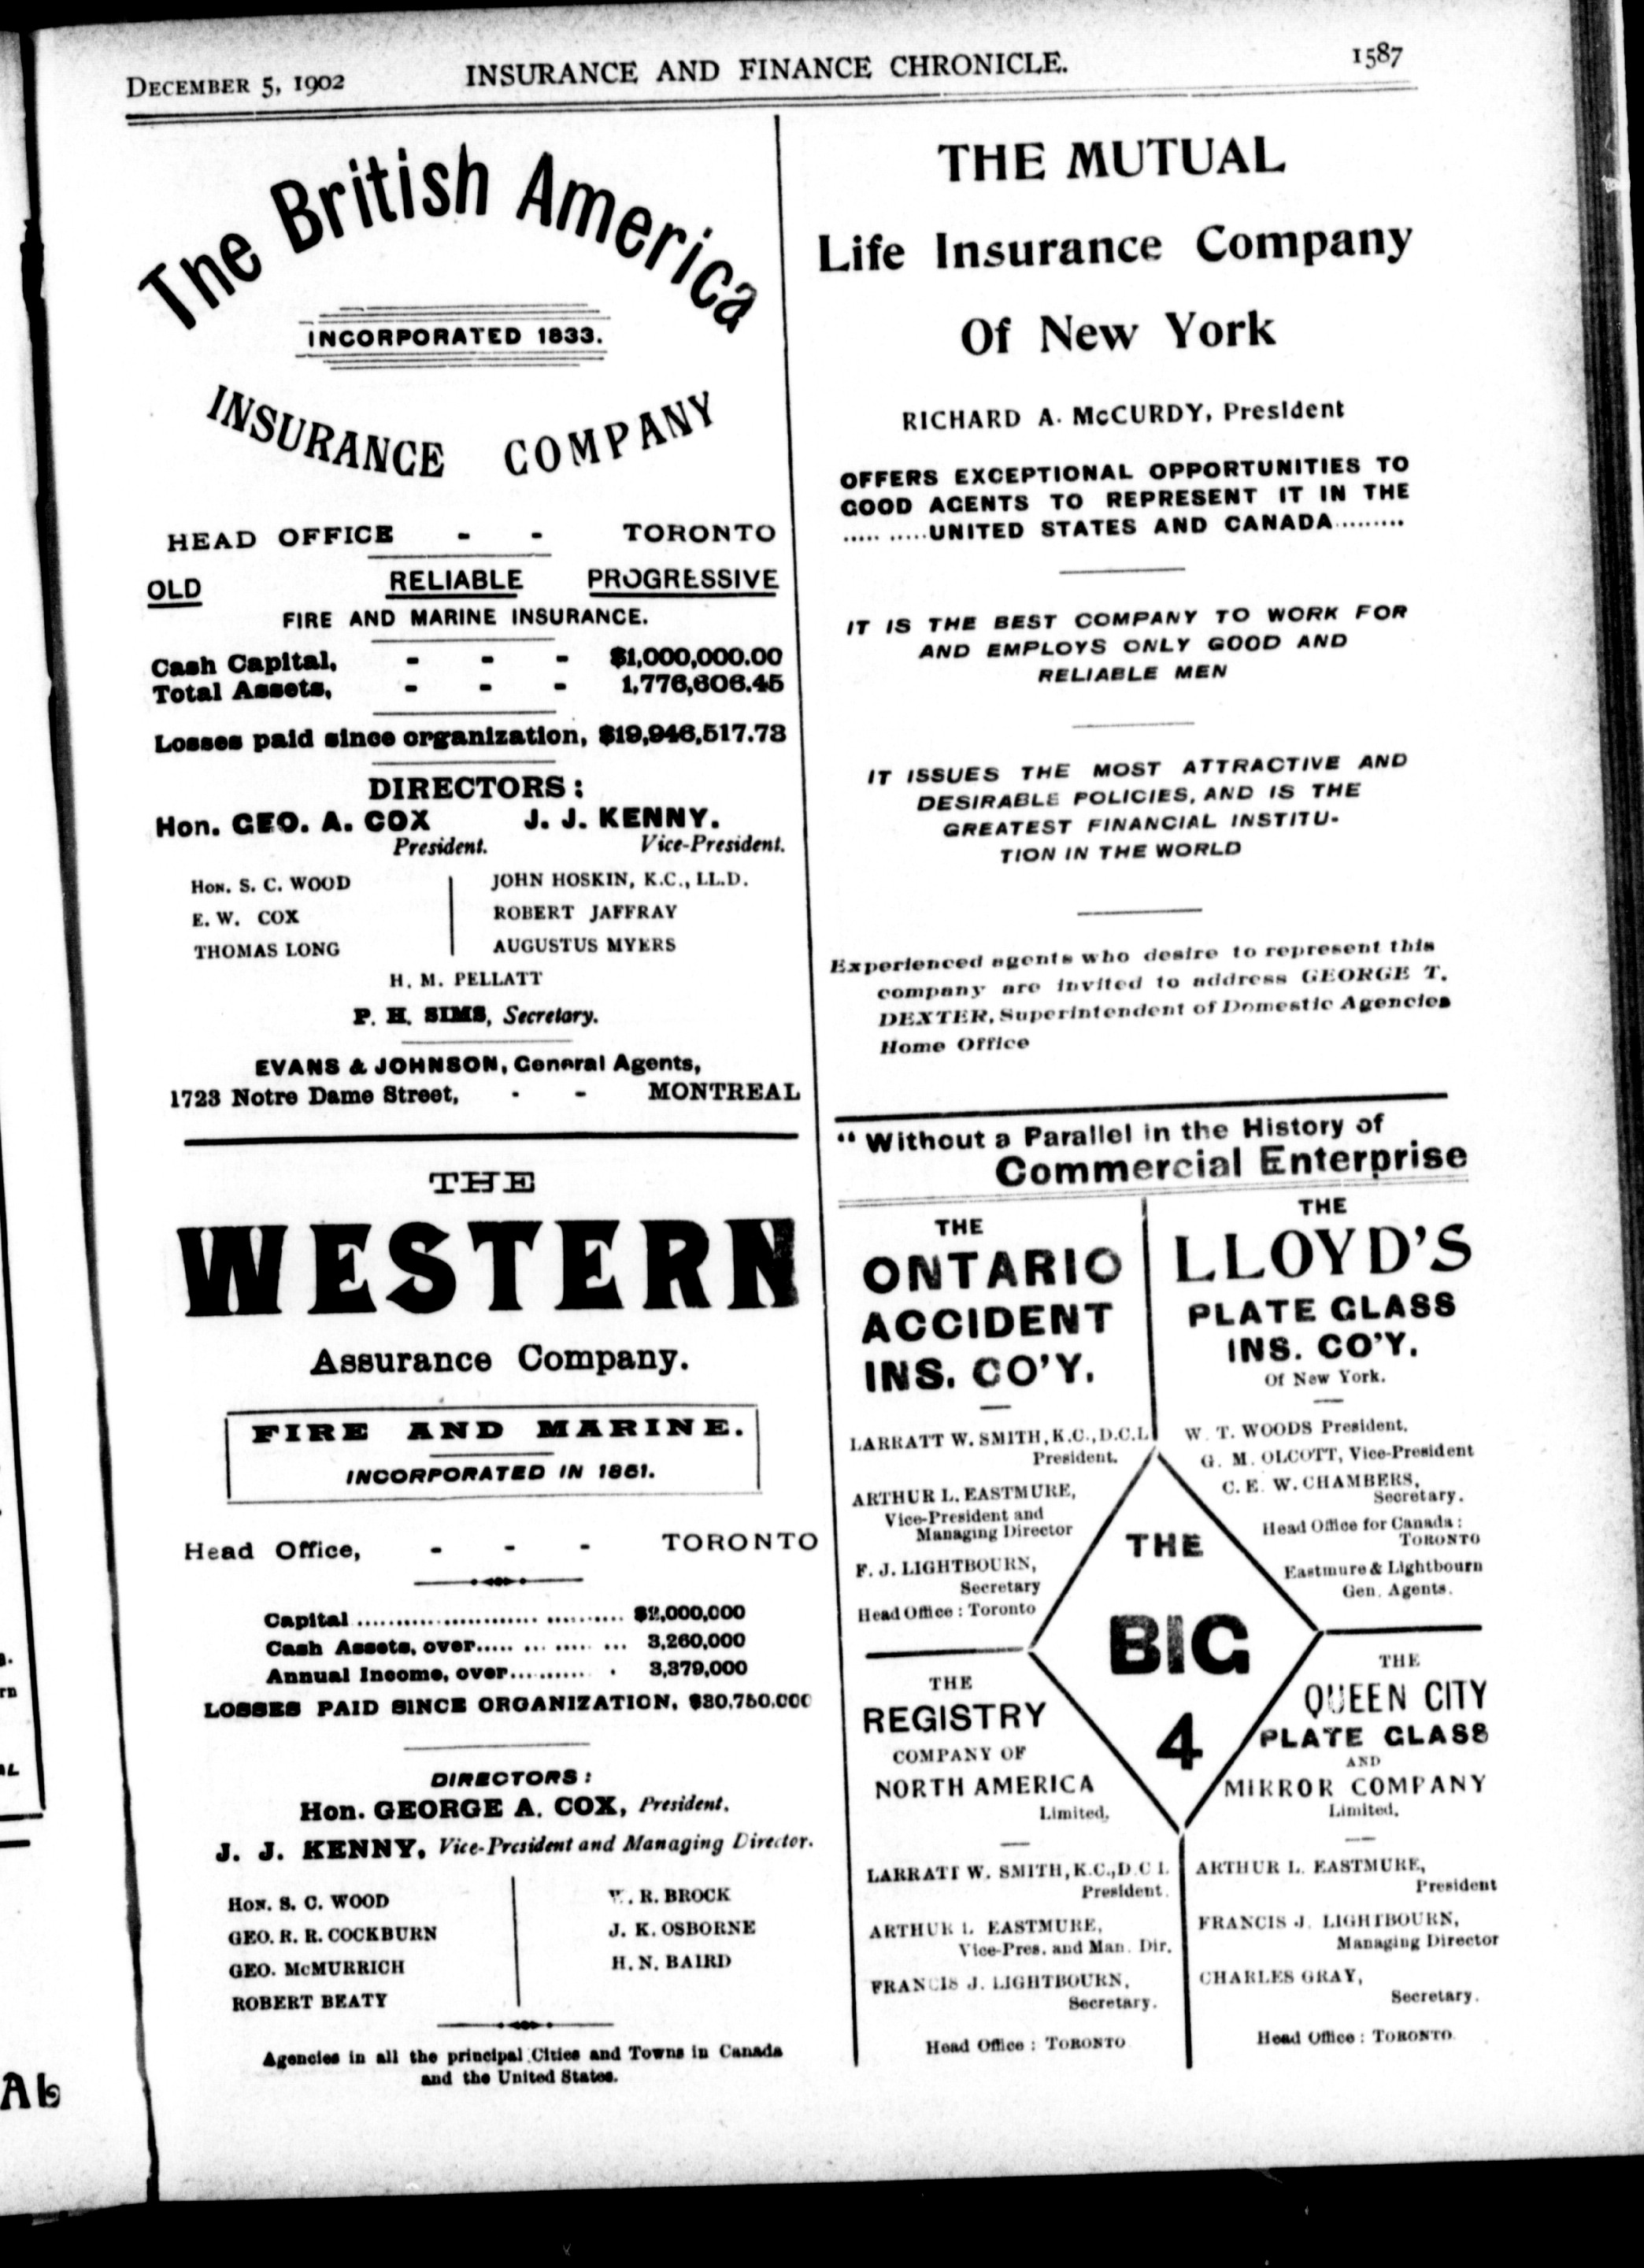 DECEMBER 5, 1902
INSURANCE AND FINANCE CHRONICLE.
1587
The British America
INCORPORATED 1833.
INSURANCE COMPANY
HEAD OFFICE - - TORONTO
OLD RELIABLE PROGRESSIVE
FIRE AND MARINE INSURANCE.
Cash Capital, - - - $1,000,000.00
Total Assets, - - - 1,776,606.45
Losses paid since organization, $19,946,517.73
DIRECTORS:
Hon. GEO. A. COX J. J. KENNY.
President. Vice-President.
HON. S. C. WOOD
E. W. COX
THOMAS LONG
JOHN HOSKIN, K.C., LL.D.
ROBERT JAFFRAY
AUGUSTUS MYERS
H. M. PELLATT
P. H. SIMS, Secretary.
EVANS & JOHNSON, General Agents,
1723 Notre Dame Street, - - MONTREAL
THE
WESTERN
Assurance Company.
FIRE AND MARINE.
INCORPORATED IN 1851.
Head Office, - - - TORONTO
Capital .......................... $2,000,000
Cash Assets, over..... ... ..... ... 3,260,000
Annual Income, over.......... . 3,379,000
LOSSES PAID SINCE ORGANIZATION, $30,750,000
DIRECTORS:
Hon. GEORGE A. COX, President.
J. J. KENNY, Vice-President and Managing Director.
HON. S. C. WOOD
GEO. R. R. COCKBURN
GEO. McMURRICH
ROBERT BEATY
W. R. BROCK
J. K. OSBORNE
H. N. BAIRD
Agencies in all the principal Cities and Towns in Canada
and the United States.
THE MUTUAL
Life Insurance Company
Of New York
RICHARD A. McCURDY, President
OFFERS EXCEPTIONAL OPPORTUNITIES TO
GOOD AGENTS TO REPRESENT IT IN THE
..... .....UNITED STATES AND CANADA.........
IT IS THE BEST COMPANY TO WORK FOR
AND EMPLOYS ONLY GOOD AND
RELIABLE MEN
IT ISSUES THE MOST ATTRACTIVE AND
DESIRABLE POLICIES, AND IS THE
GREATEST FINANCIAL INSTITU-
TION IN THE WORLD
Experienced agents who desire to represent this
company are invited to address GEORGE T.
DEXTER, Superintendent of Domestic Agencies
Home Office
"Without a Parallel in the History of
Commercial Enterprise
THE
ONTARIO
ACCIDENT
INS. CO'Y.
LARRATT W. SMITH, K.C., D.C.L
President.
ARTHUR L. EASTMURE,
Vice-President and
Managing Director
F. J. LIGHTBOURN,
Secretary
Head Office: Toronto
THE
LLOYD'S
PLATE GLASS
INS. CO'Y.
Of New York.
W. T. WOODS President.
G. M. OLCOTT, Vice-President
C. E. W. CHAMBERS,
Secretary.
Head Office for Canada:
TORONTO
Eastmure & Lightbourn
Gen. Agents.
THE
BIG
4
THE
REGISTRY
COMPANY OF
NORTH AMERICA
Limited,
LARRATT W. SMITH, K.C., D.C L
President.
ARTHUR L. EASTMURE,
Vice-Pres. and Man. Dir.
FRANCIS J. LIGHTBOURN,
Secretary.
Head Office: TORONTO
THE
QUEEN CITY
PLATE GLASS
AND
MIRROR COMPANY
Limited,
ARTHUR L. EASTMURE,
President
FRANCIS J. LIGHTBOURN,
Managing Director
CHARLES GRAY,
Secretary.
Head Office: TORONTO.